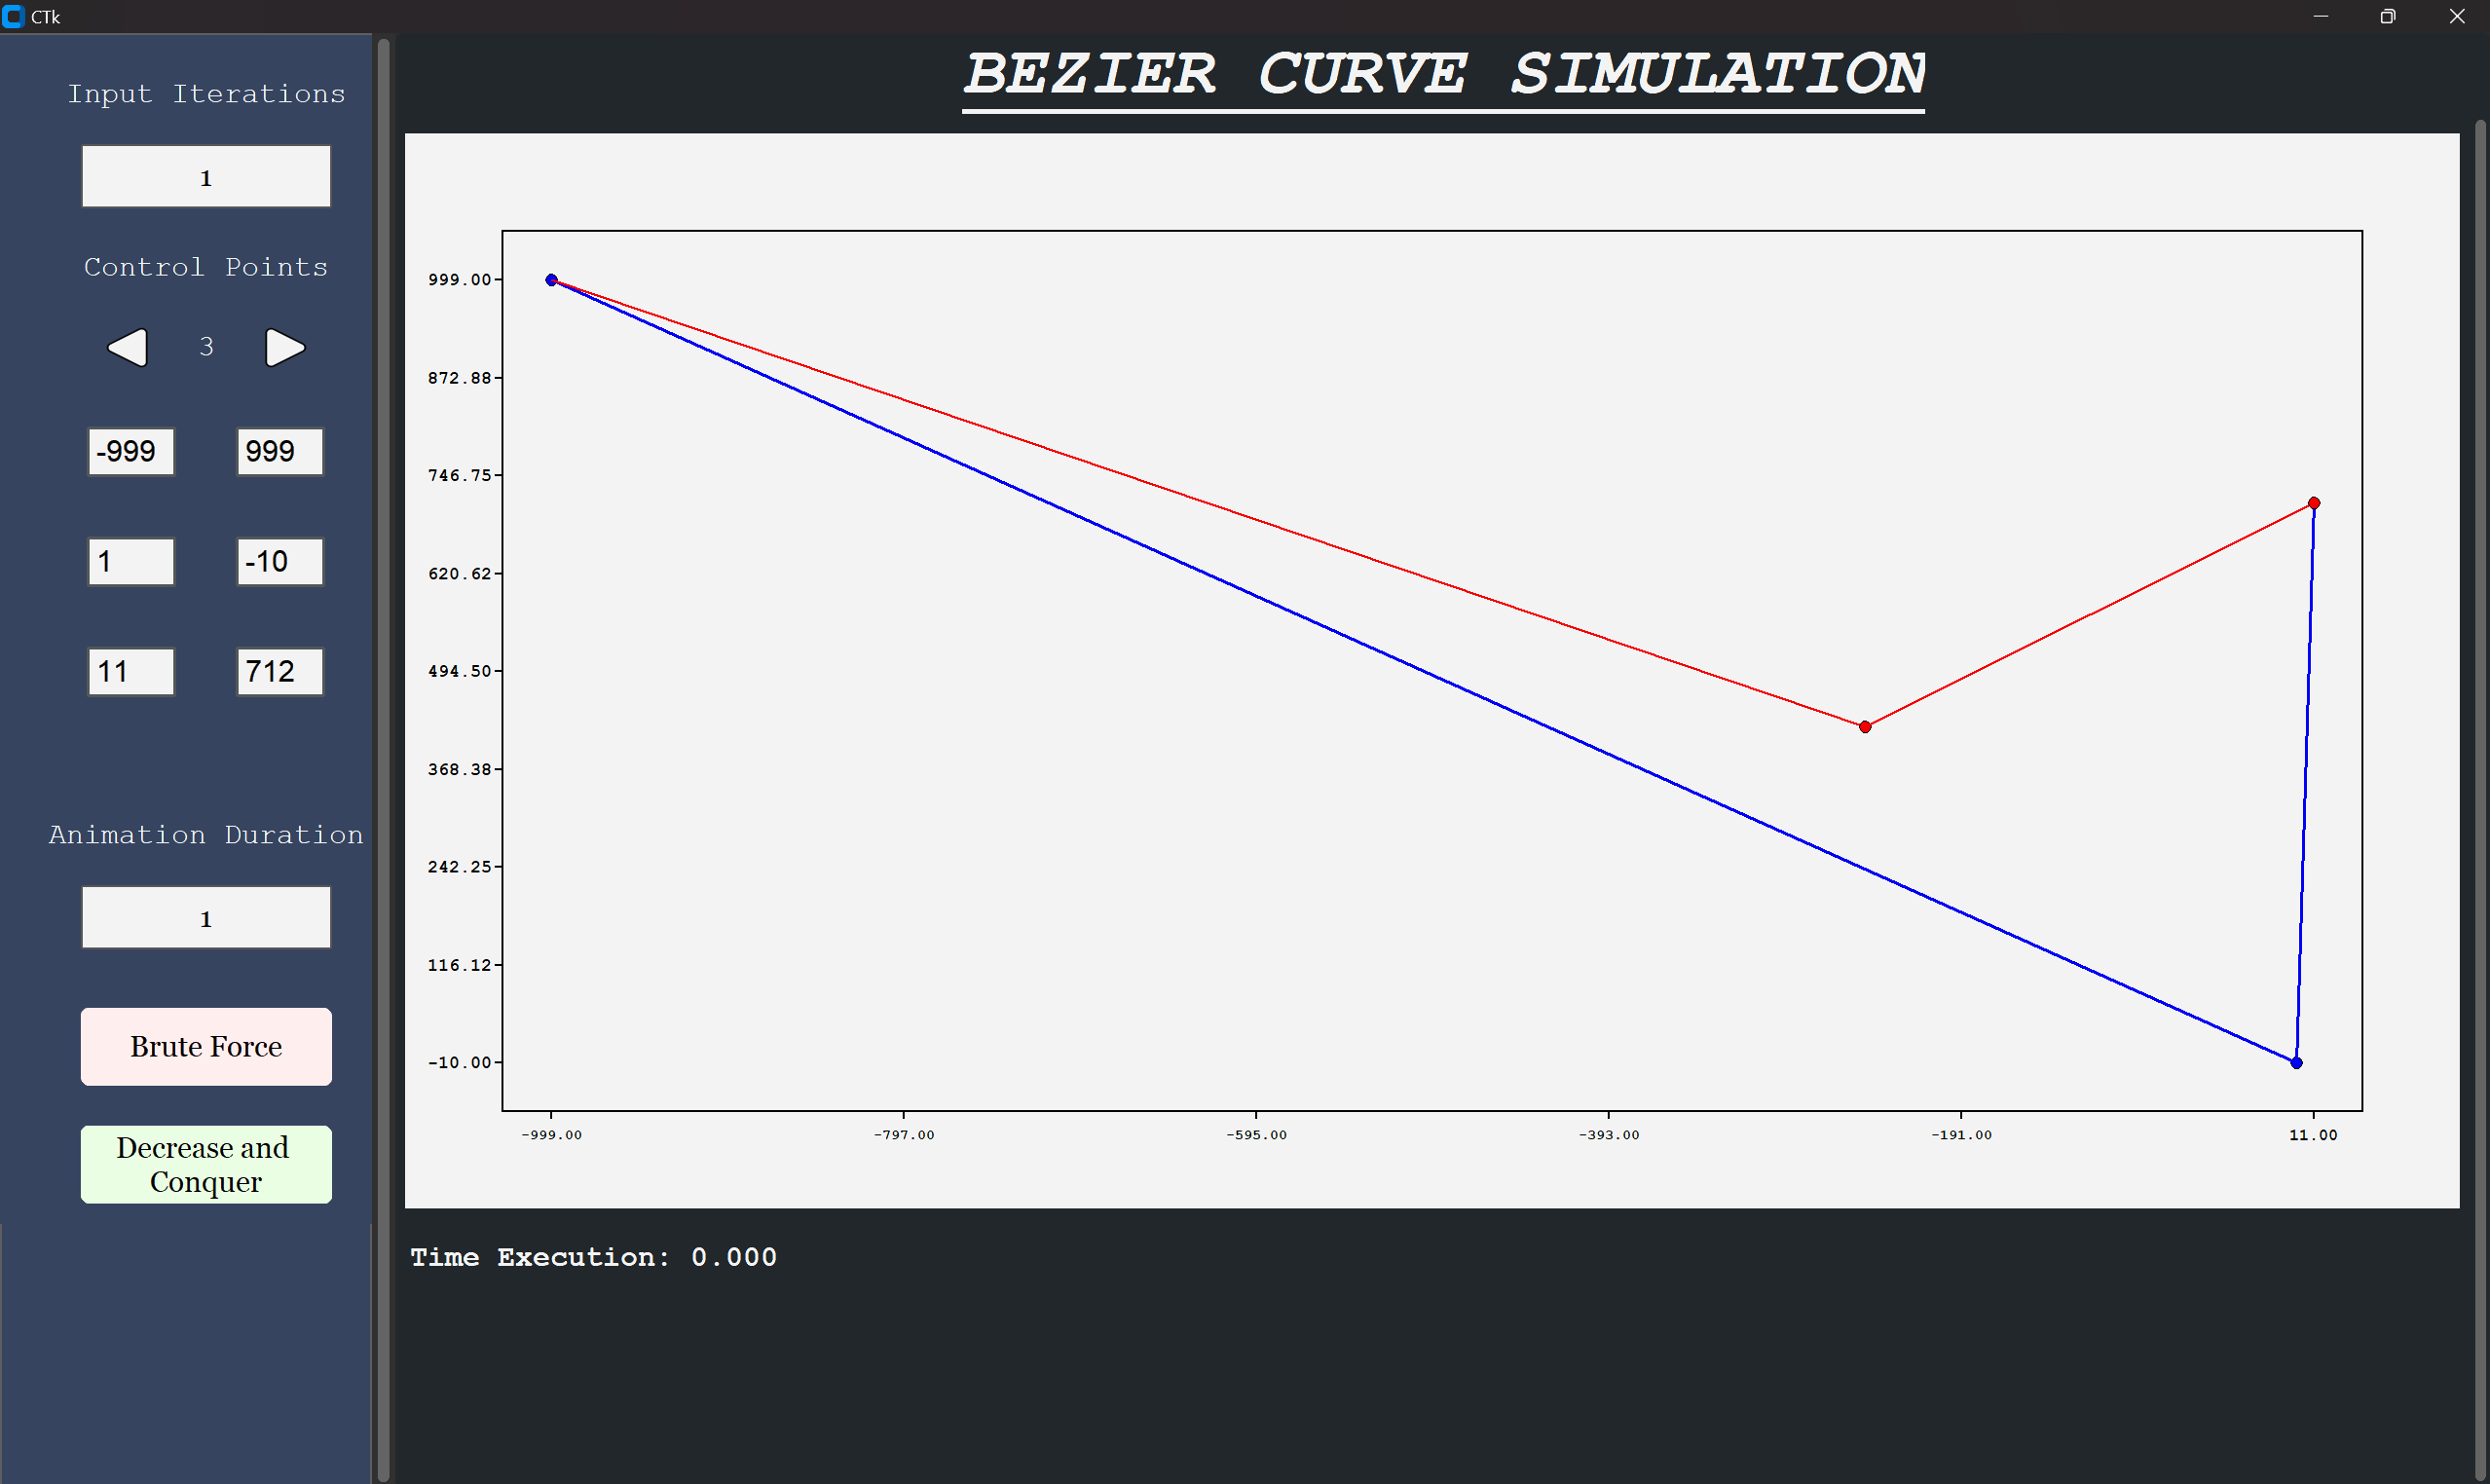 CTk
Input Iterations
1
Control Points
3
-999 999
1 -10
11 712
Animation Duration
1
Brute Force
Decrease and
Conquer
BEZIER CURVE SIMULATION
999.00
872.88
746.75
620.62
494.50
368.38
242.25
116.12
-10.00
-999.00 -797.00 -595.00 -393.00 -191.00 11.00
Time Execution: 0.000